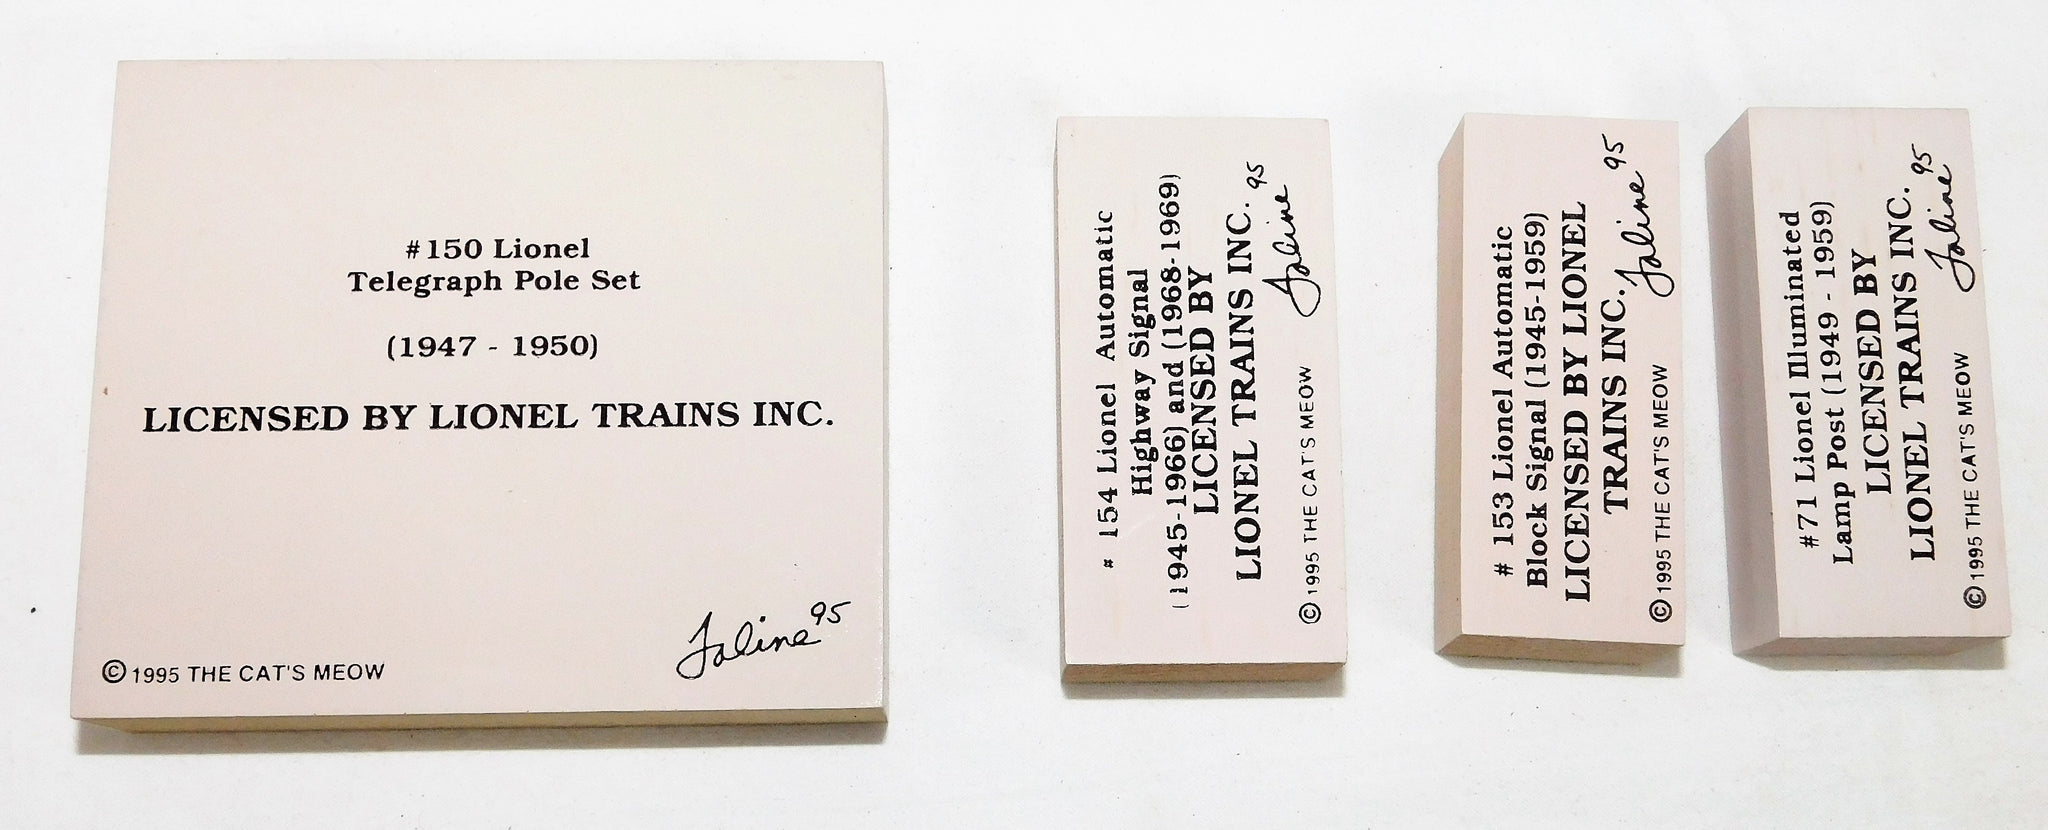 #150 Lionel
Telegraph Pole Set
(1947 - 1950)
LICENSED BY LIONEL TRAINS INC.
© 1995 THE CAT'S MEOW
Faline 95
# 154 Lionel Automatic
Highway Signal
(1945-1966) and (1968-1969)
LICENSED BY
LIONEL TRAINS INC.
Faline 95
© 1995 THE CAT'S MEOW
# 153 Lionel Automatic
Block Signal (1945-1959)
LICENSED BY LIONEL
TRAINS INC.
Faline 95
© 1995 THE CAT'S MEOW
#71 Lionel Illuminated
Lamp Post (1949 - 1959)
LICENSED BY
LIONEL TRAINS INC.
Faline 95
© 1995 THE CAT'S MEOW